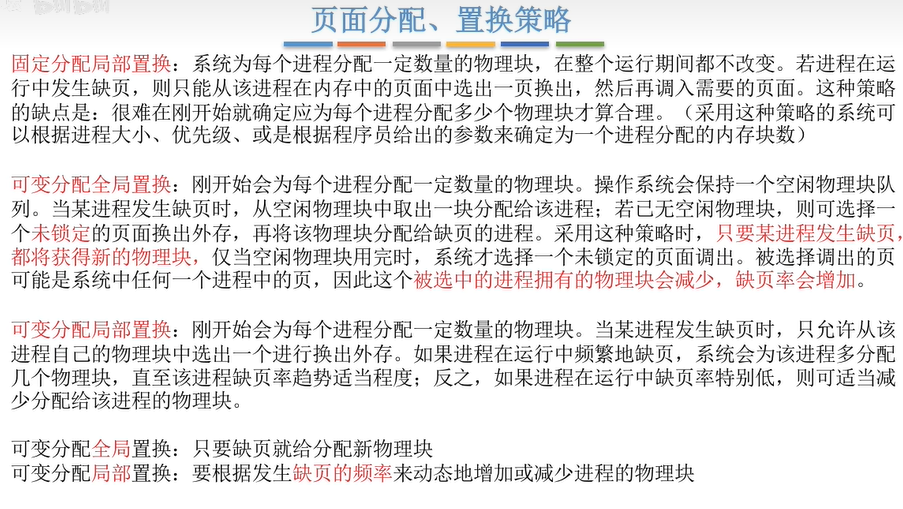 页面分配、置换策略
固定分配局部置换：系统为每个进程分配一定数量的物理块，在整个运行期间都不改变。若进程在运
行中发生缺页，则只能从该进程在内存中的页面中选出一页换出，然后再调入需要的页面。这种策略
的缺点是：很难在刚开始就确定应为每个进程分配多少个物理块才算合理。（采用这种策略的系统可
以根据进程大小、优先级、或是根据程序员给出的参数来确定为一个进程分配的内存块数）
可变分配全局置换：刚开始会为每个进程分配一定数量的物理块。操作系统会保持一个空闲物理块队
列。当某进程发生缺页时，从空闲物理块中取出一块分配给该进程；若已无空闲物理块，则可选择一
个未锁定的页面换出外存，再将该物理块分配给缺页的进程。采用这种策略时，只要某进程发生缺页，
都将获得新的物理块，仅当空闲物理块用完时，系统才选择一个未锁定的页面调出。被选择调出的页
可能是系统中任何一个进程中的页，因此这个被选中的进程拥有的物理块会减少，缺页率会增加。
可变分配局部置换：刚开始会为每个进程分配一定数量的物理块。当某进程发生缺页时，只允许从该
进程自己的物理块中选出一个进行换出外存。如果进程在运行中频繁地缺页，系统会为该进程多分配
几个物理块，直至该进程缺页率趋势适当程度；反之，如果进程在运行中缺页率特别低，则可适当减
少分配给该进程的物理块。
可变分配全局置换：只要缺页就给分配新物理块
可变分配局部置换：要根据发生缺页的频率来动态地增加或减少进程的物理块